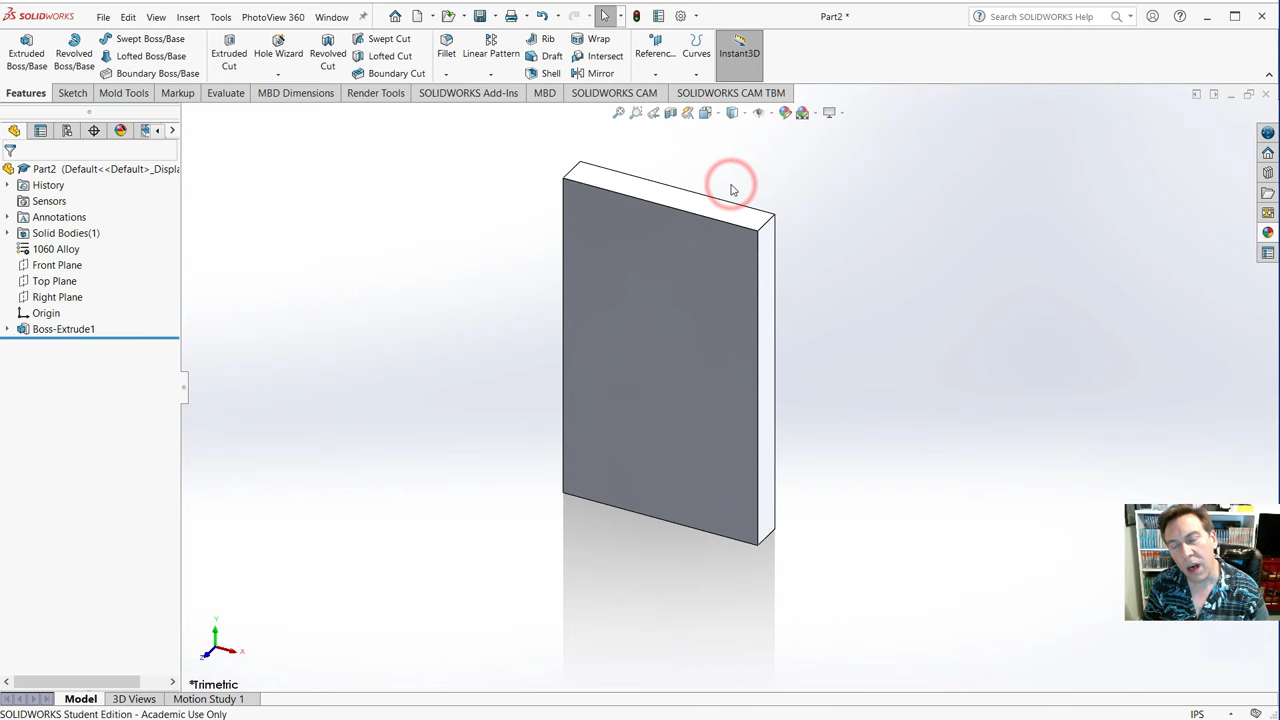 SOLIDWORKS
File Edit View Insert Tools PhotoView 360 Window
Part2 *
Search SOLIDWORKS Help
Extruded Boss/Base
Revolved Boss/Base
Swept Boss/Base
Lofted Boss/Base
Boundary Boss/Base
Extruded Cut
Hole Wizard
Revolved Cut
Swept Cut
Lofted Cut
Boundary Cut
Fillet
Linear Pattern
Rib
Draft
Shell
Wrap
Intersect
Mirror
Referenc...
Curves
Instant3D
Features Sketch Mold Tools Markup Evaluate MBD Dimensions Render Tools SOLIDWORKS Add-Ins MBD SOLIDWORKS CAM SOLIDWORKS CAM TBM
Part2 (Default<<Default>_Displa
History
Sensors
Annotations
Solid Bodies(1)
1060 Alloy
Front Plane
Top Plane
Right Plane
Origin
Boss-Extrude1
Y
X
Z
*Trimetric
Model 3D Views Motion Study 1
SOLIDWORKS Student Edition - Academic Use Only
IPS